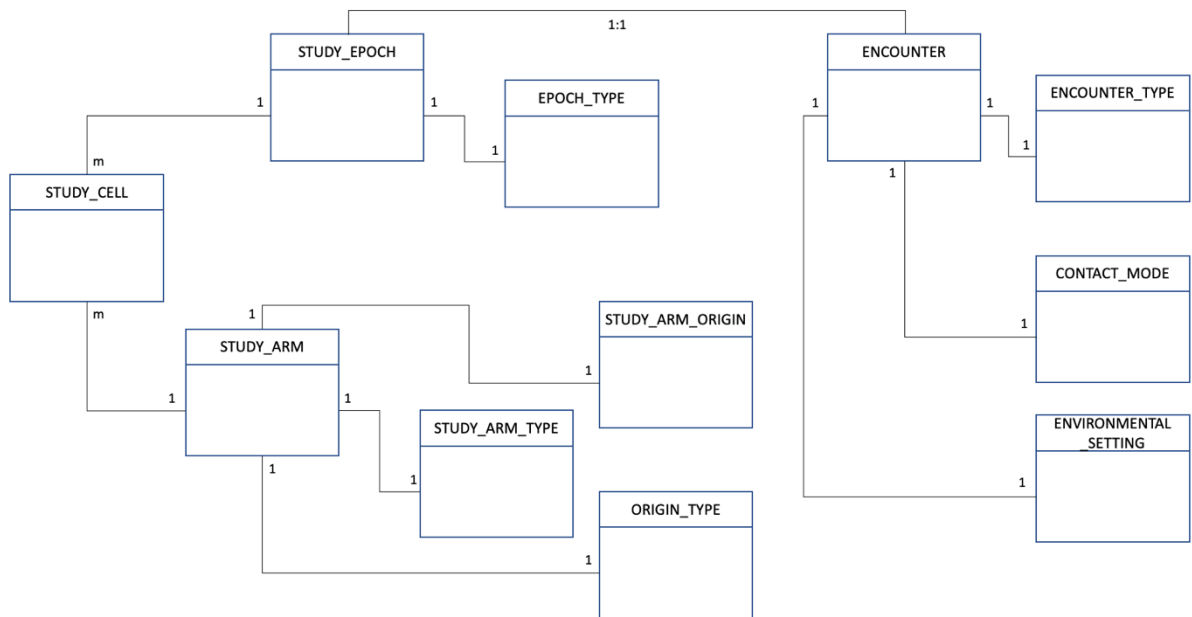 1:1
STUDY_EPOCH
ENCOUNTER
EPOCH_TYPE
ENCOUNTER_TYPE
1
1
1
1
1
1
m
1
STUDY_CELL
CONTACT_MODE
m
1
STUDY_ARM_ORIGIN
1
STUDY_ARM
1
1
1
STUDY_ARM_TYPE
ENVIRONMENTAL
_SETTING
1
1
1
ORIGIN_TYPE
1